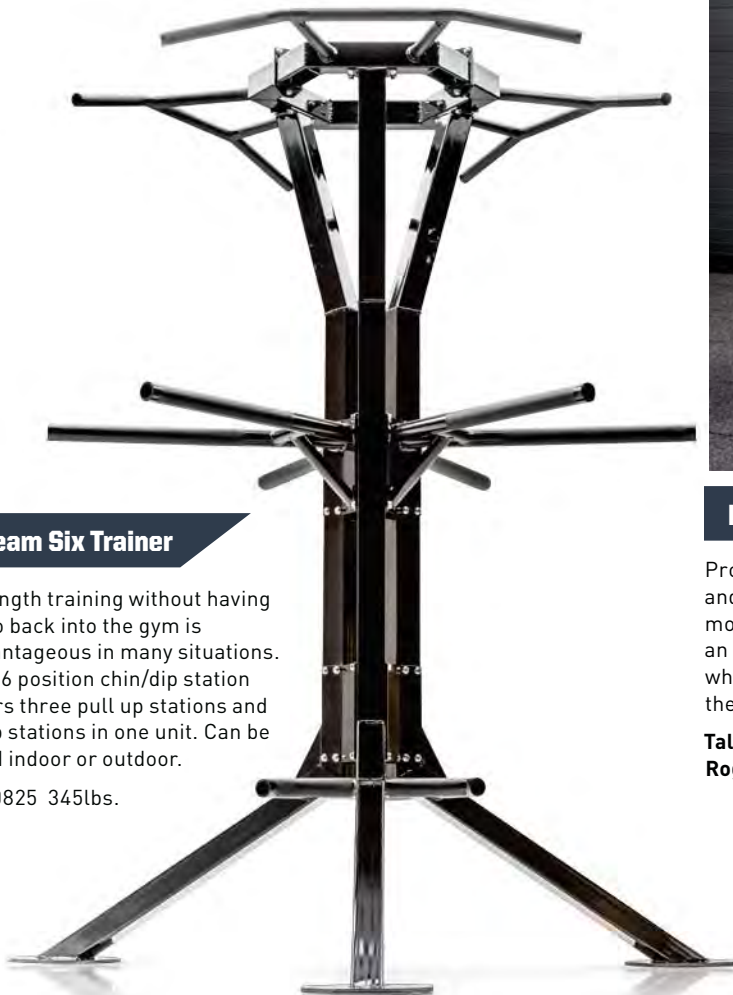 eam Six Trainer
ngth training without having
o back into the gym is
ntageous in many situations.
6 position chin/dip station
rs three pull up stations and
stations in one unit. Can be
indoor or outdoor.
0825 345lbs.
Pro
and
mo
an
wh
the
Tal
Ro